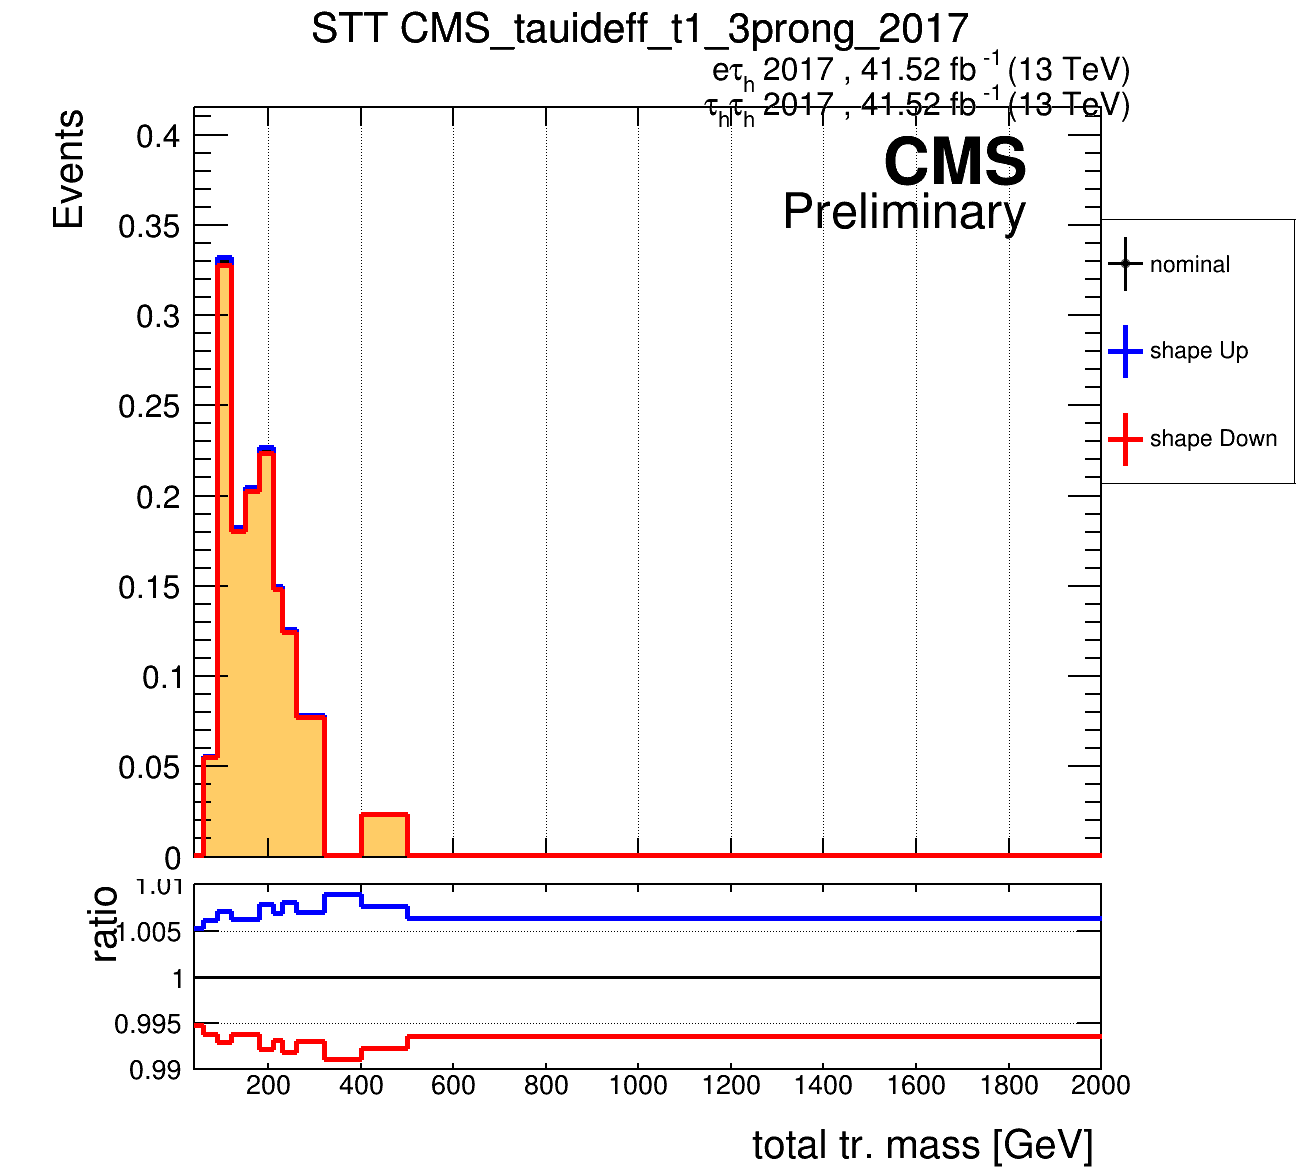 STT CMS_tauideff_t1_3prong_2017
eτh 2017 , 41.52 fb -1 (13 TeV)
τhτh 2017 , 41.52 fb -1 (13 TeV)
CMS
Preliminary
Events
0.4
0.35
0.3
0.25
0.2
0.15
0.1
0.05
0
nominal
shape Up
shape Down
ratio
1.01
1.005
1
0.995
0.99
200 400 600 800 1000 1200 1400 1600 1800 2000
total tr. mass [GeV]